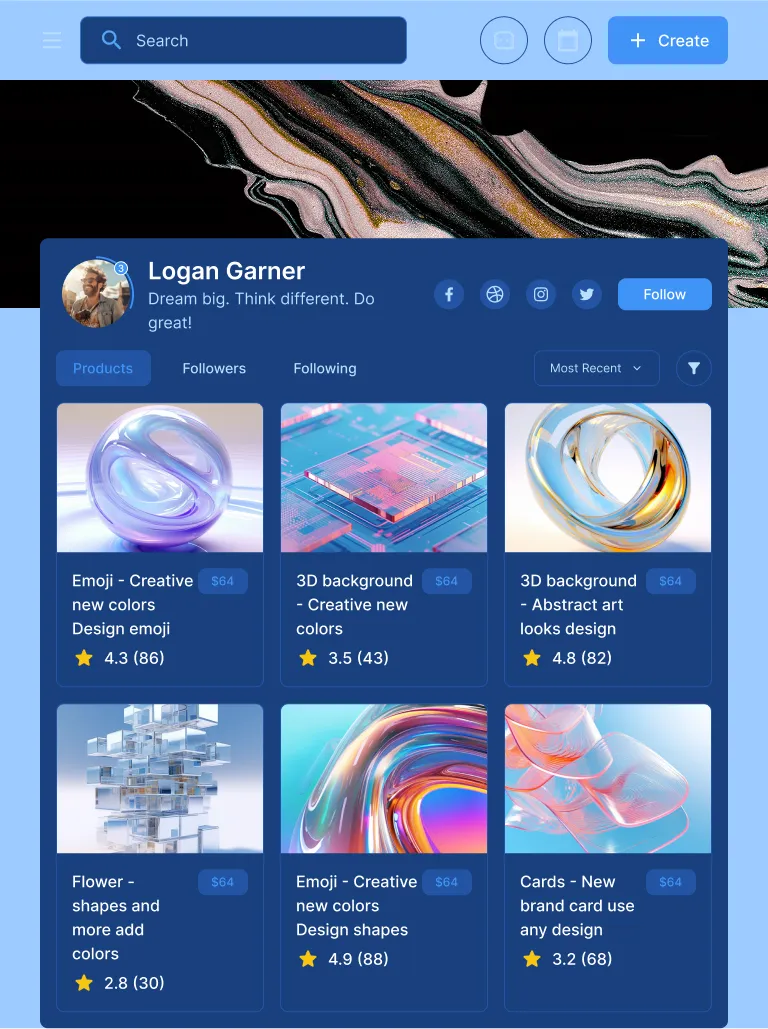 Search
Create
3
Logan Garner
Dream big. Think different. Do
great!
Follow
Products
Followers
Following
Most Recent
Emoji - Creative
new colors
Design emoji
$64
4.3 (86)
3D background
- Creative new
colors
$64
3.5 (43)
3D background
- Abstract art
looks design
$64
4.8 (82)
Flower -
shapes and
more add
colors
$64
2.8 (30)
Emoji - Creative
new colors
Design shapes
$64
4.9 (88)
Cards - New
brand card use
any design
$64
3.2 (68)